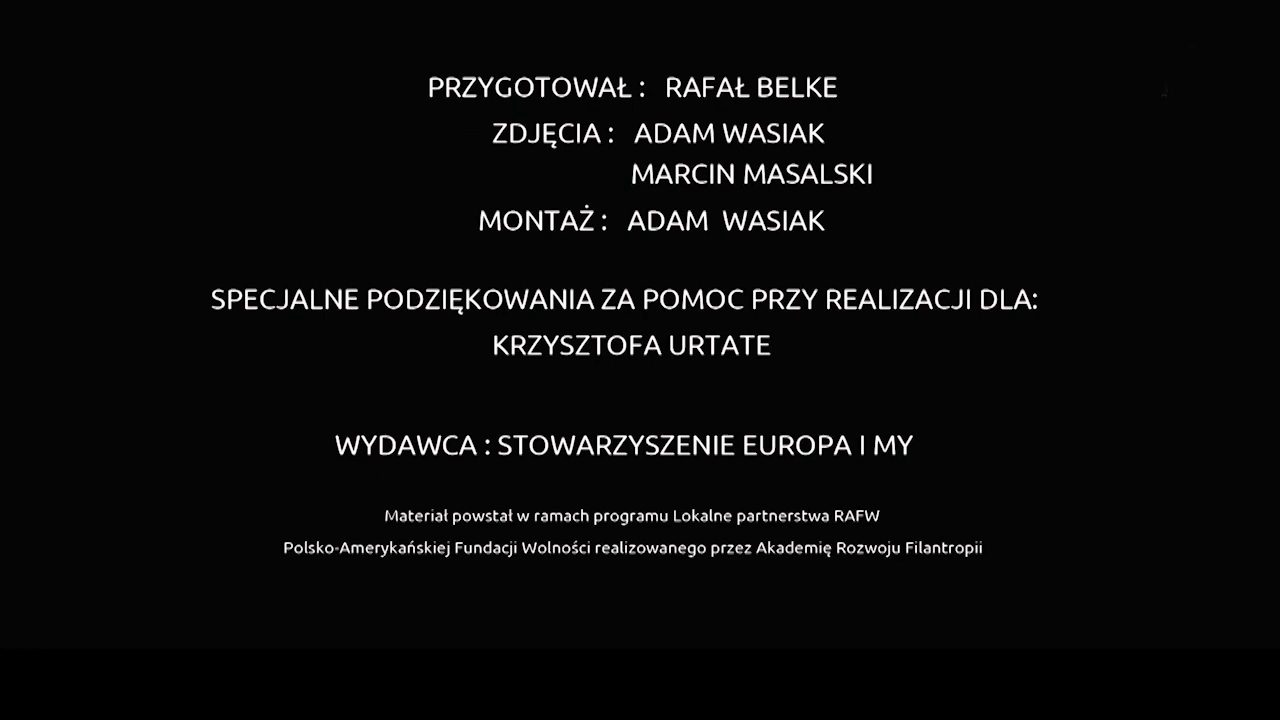 PRZYGOTOWAŁ : RAFAŁ BELKE
ZDJĘCIA : ADAM WASIAK
MARCIN MASALSKI
MONTAŻ : ADAM WASIAK
SPECJALNE PODZIĘKOWANIA ZA POMOC PRZY REALIZACJI DLA:
KRZYSZTOFA URTATE
WYDAWCA : STOWARZYSZENIE EUROPA I MY
Materiał powstał w ramach programu Lokalne partnerstwa RAFW
Polsko-Amerykańskiej Fundacji Wolności realizowanego przez Akademię Rozwoju Filantropii